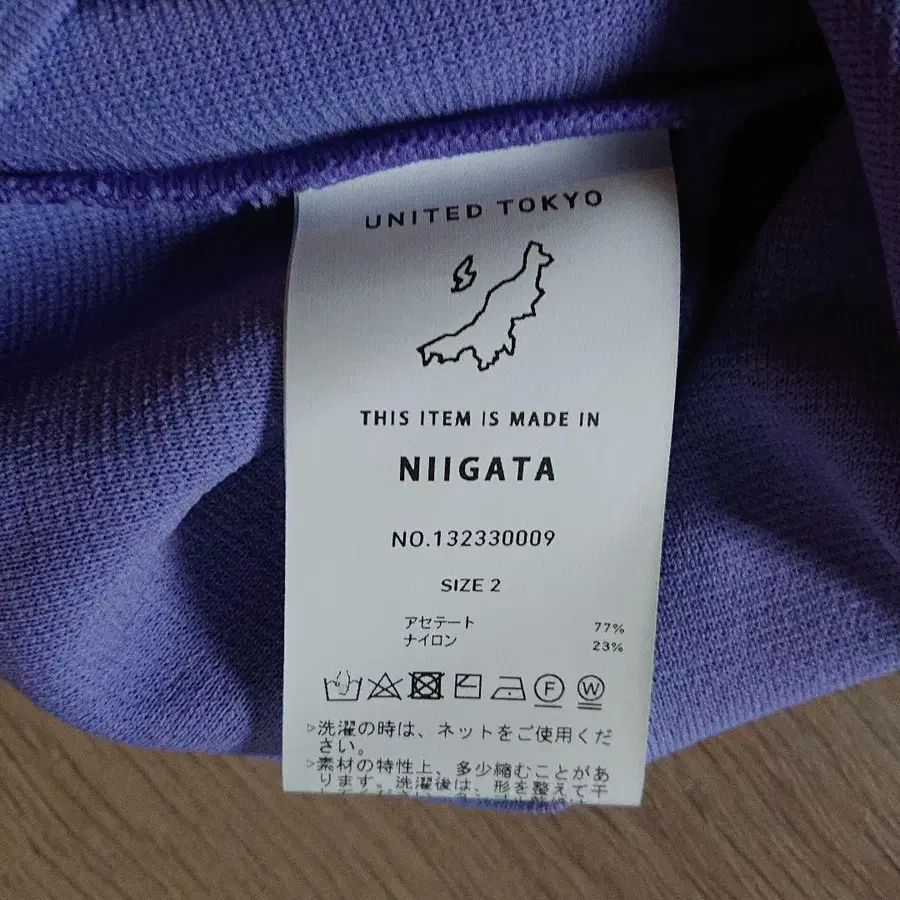 UNITED TOKYO
THIS ITEM IS MADE IN
NIIGATA
NO.132330009
SIZE 2
アセテート 77%
ナイロン 23%
F W
▷洗濯の時は、ネットをご使用くだ
さい。
▷素材の特性上、多少縮むことがあ
ります。洗濯後は、形を整えて干